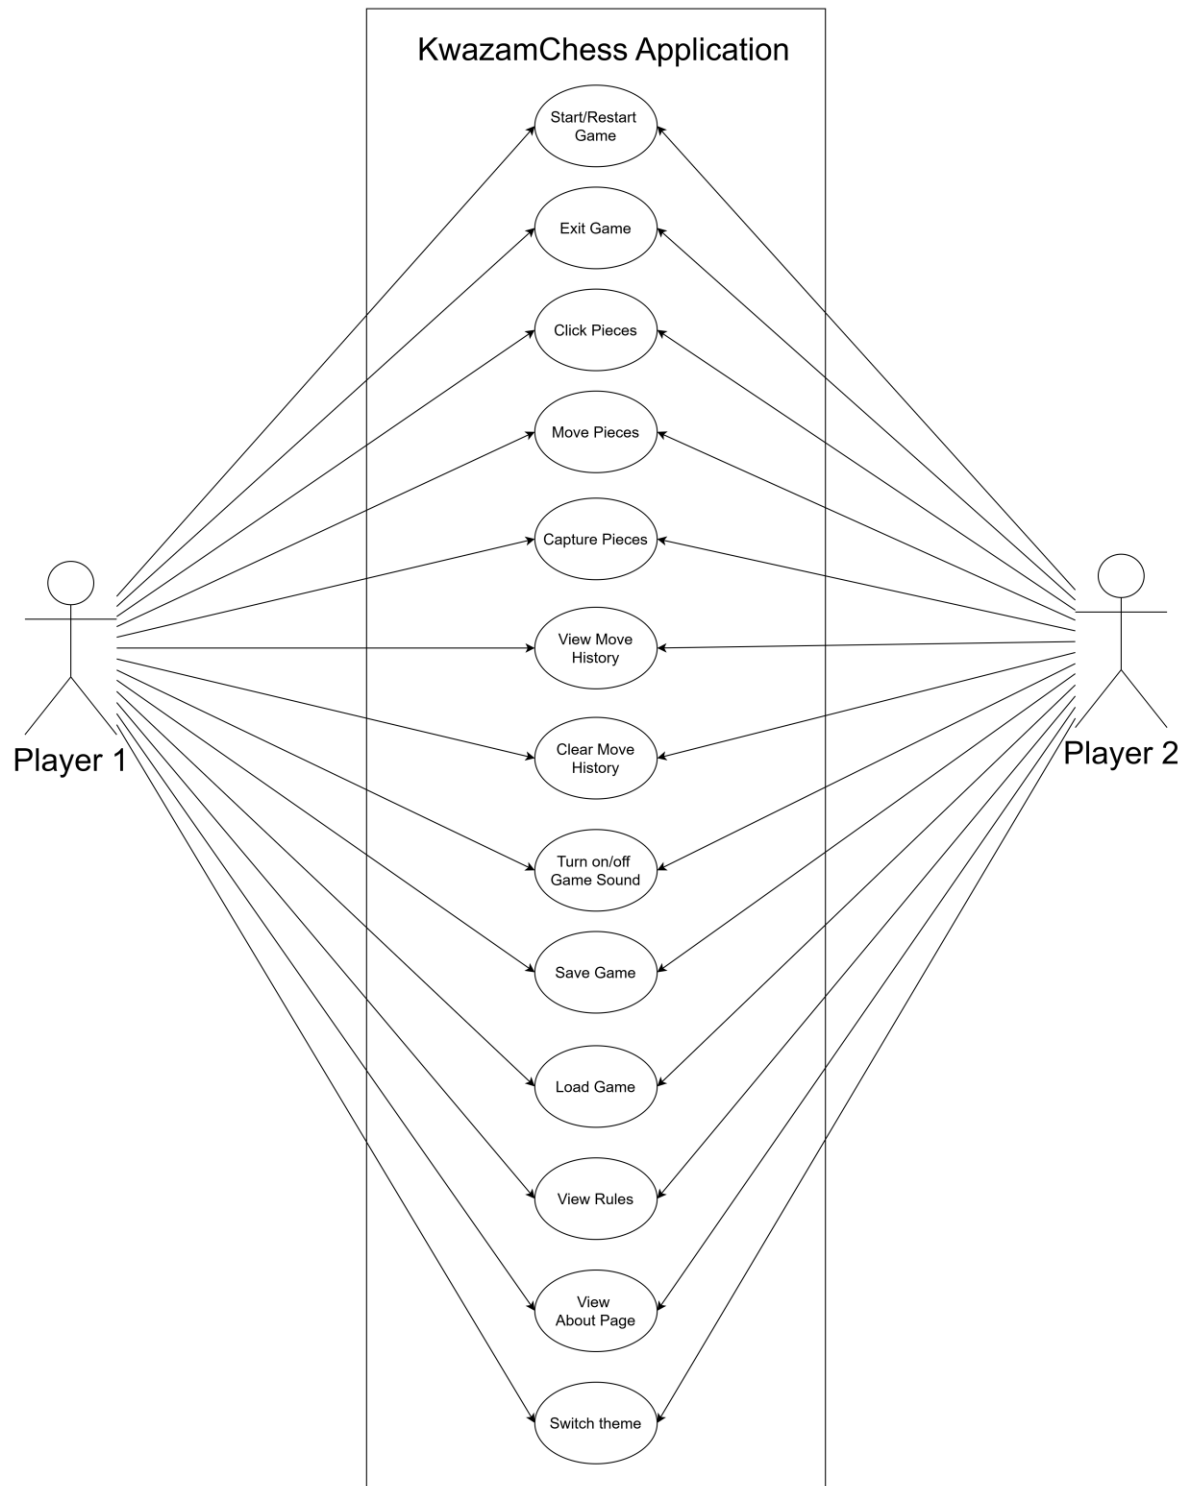 KwazamChess Application
Start/Restart
Game
Exit Game
Click Pieces
Move Pieces
Capture Pieces
View Move
History
Clear Move
History
Turn on/off
Game Sound
Save Game
Load Game
View Rules
View
About Page
Switch theme
Player 1
Player 2